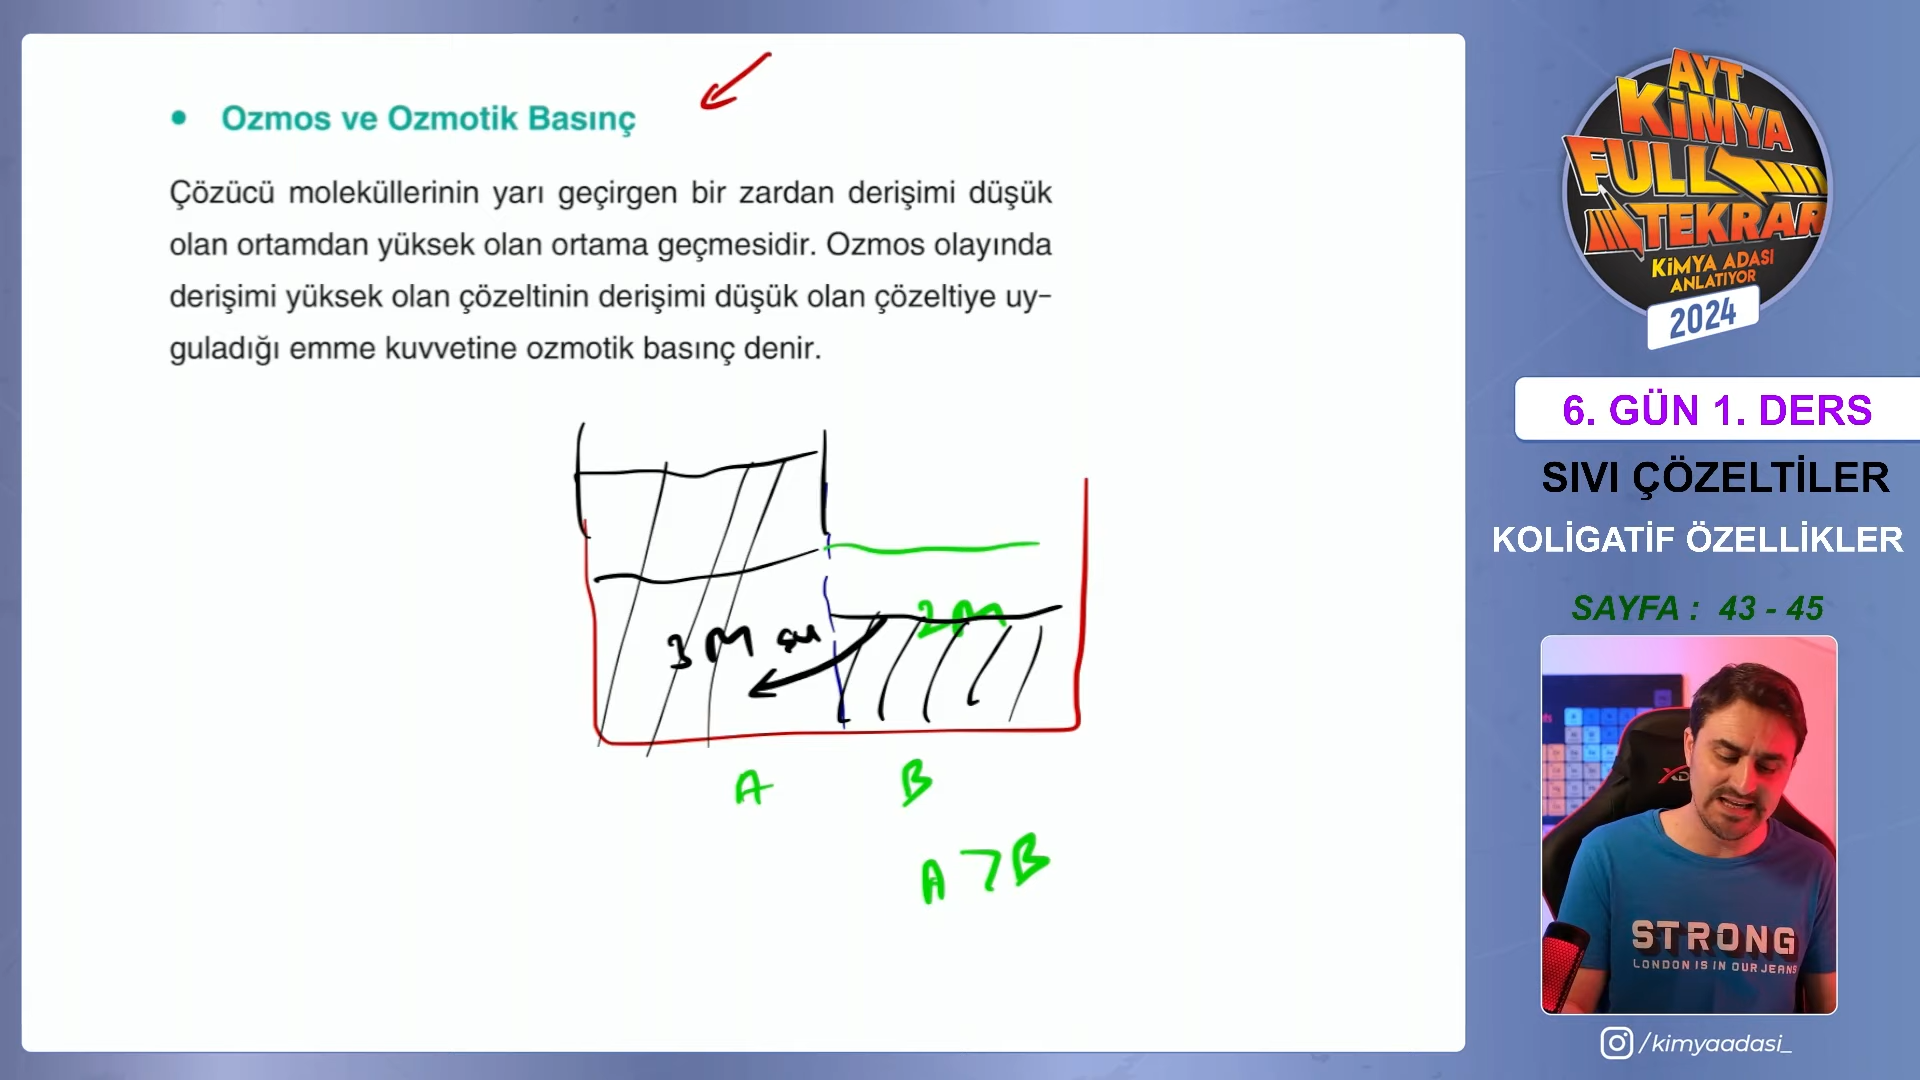 • Ozmos ve Ozmotik Basınç
Çözücü moleküllerinin yarı geçirgen bir zardan derişimi düşük
olan ortamdan yüksek olan ortama geçmesidir. Ozmos olayında
derişimi yüksek olan çözeltinin derişimi düşük olan çözeltiye uy-
guladığı emme kuvvetine ozmotik basınç denir.
3M su
2M
A B
A > B
AYT
KİMYA
FULL
TEKRAR
KİMYA ADASI
ANLATIYOR
2024
6. GÜN 1. DERS
SIVI ÇÖZELTİLER
KOLİGATİF ÖZELLİKLER
SAYFA : 43 - 45
STRONG
LONDON IS IN OUR JEANS
/kimyaadasi_